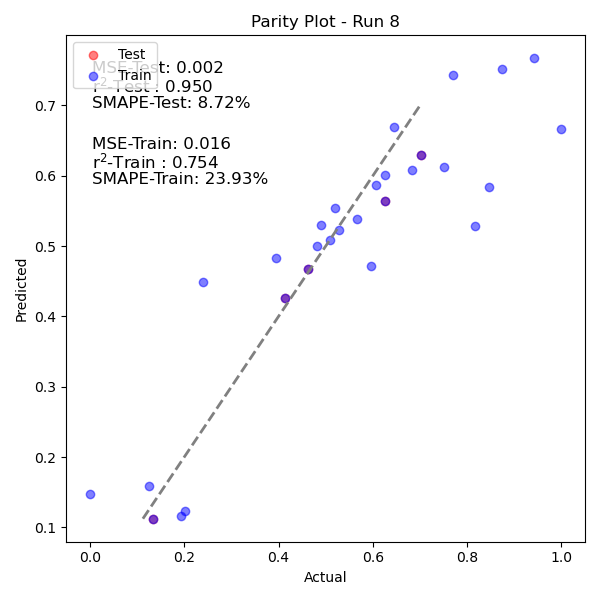 Parity Plot - Run 8
Test
Train
MSE-Test: 0.002
r²-Test : 0.950
SMAPE-Test: 8.72%
MSE-Train: 0.016
r²-Train : 0.754
SMAPE-Train: 23.93%
Predicted
0.7
0.6
0.5
0.4
0.3
0.2
0.1
0.0
0.2
0.4
0.6
0.8
1.0
Actual